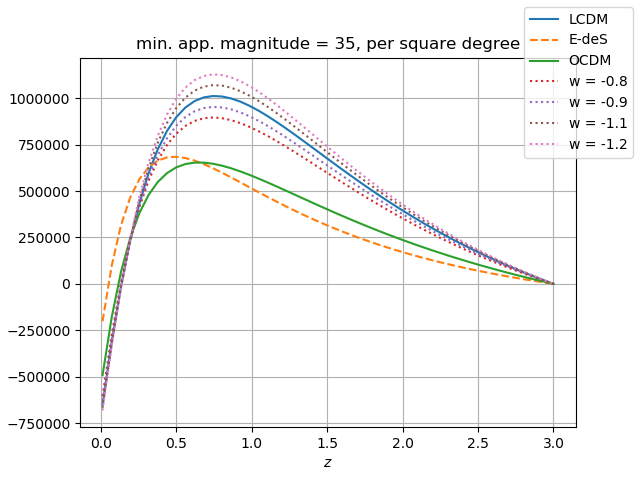 min. app. magnitude = 35, per square degree
LCDM
E-deS
OCDM
w = -0.8
w = -0.9
w = -1.1
w = -1.2
1000000
750000
500000
250000
0
−250000
−500000
−750000
0.0 0.5 1.0 1.5 2.0 2.5 3.0
z